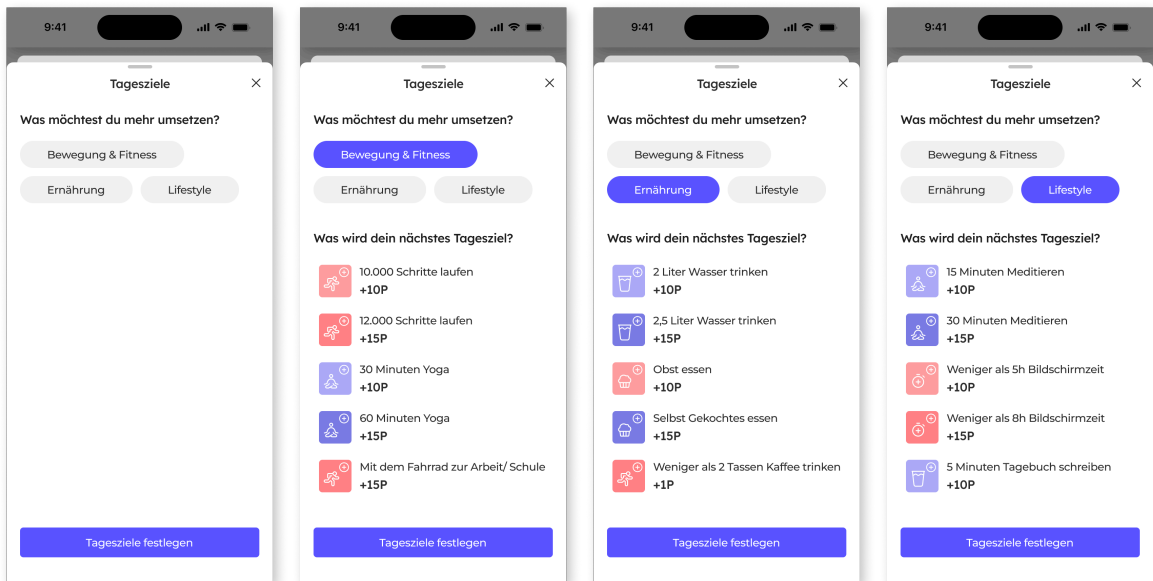 9:41
Tagesziele
Was möchtest du mehr umsetzen?
Bewegung & Fitness
Ernährung
Lifestyle
Tagesziele festlegen
9:41
Tagesziele
Was möchtest du mehr umsetzen?
Bewegung & Fitness
Ernährung
Lifestyle
Was wird dein nächstes Tagesziel?
10.000 Schritte laufen
+10P
12.000 Schritte laufen
+15P
30 Minuten Yoga
+10P
60 Minuten Yoga
+15P
Mit dem Fahrrad zur Arbeit/ Schule
+15P
Tagesziele festlegen
9:41
Tagesziele
Was möchtest du mehr umsetzen?
Bewegung & Fitness
Ernährung
Lifestyle
Was wird dein nächstes Tagesziel?
2 Liter Wasser trinken
+10P
2,5 Liter Wasser trinken
+15P
Obst essen
+10P
Selbst Gekochtes essen
+15P
Weniger als 2 Tassen Kaffee trinken
+1P
Tagesziele festlegen
9:41
Tagesziele
Was möchtest du mehr umsetzen?
Bewegung & Fitness
Ernährung
Lifestyle
Was wird dein nächstes Tagesziel?
15 Minuten Meditieren
+10P
30 Minuten Meditieren
+15P
Weniger als 5h Bildschirmzeit
+10P
Weniger als 8h Bildschirmzeit
+15P
5 Minuten Tagebuch schreiben
+10P
Tagesziele festlegen